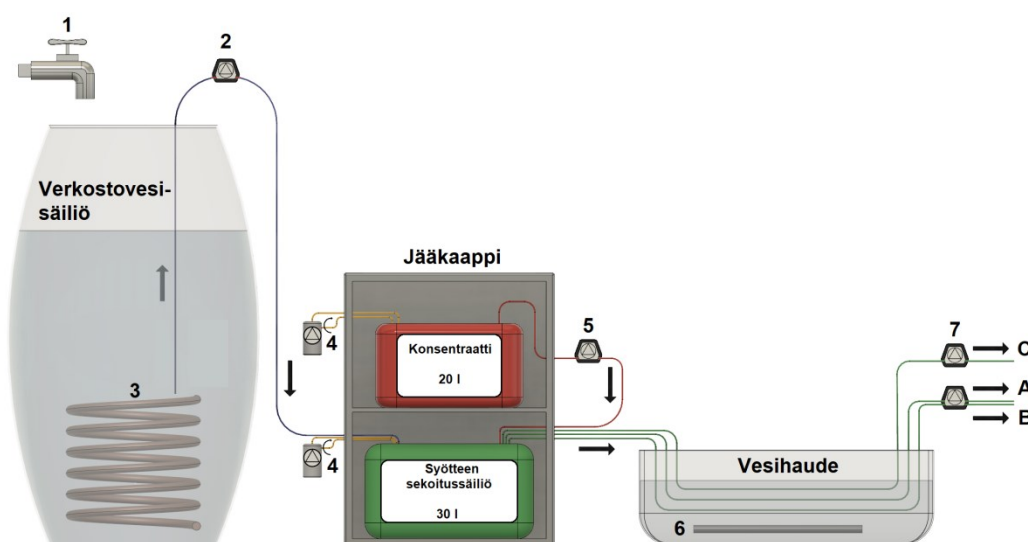 1
2
Verkostovesi-
säiliö
3
Jääkaappi
4
Konsentraatti
20 l
5
4
Syötteen
sekoitussäiliö
30 l
Vesihaude
6
7
C
A
E